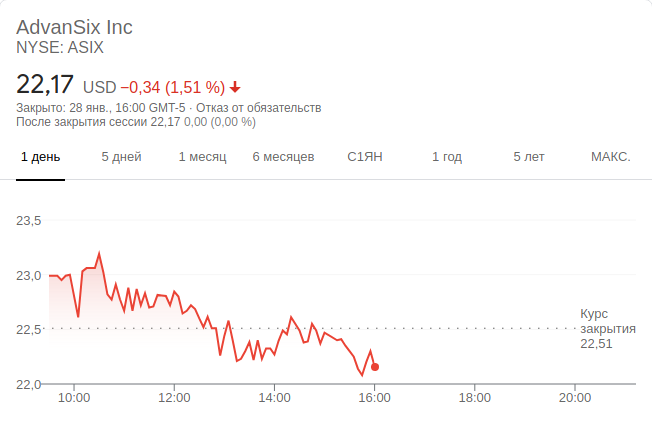 AdvanSix Inc
NYSE: ASIX
22,17 USD −0,34 (1,51 %)
Закрыто: 28 янв., 16:00 GMT-5 · Отказ от обязательств
После закрытия сессии 22,17 0,00 (0,00 %)
1 день 5 дней 1 месяц 6 месяцев С1ЯН 1 год 5 лет МАКС.
23,5
23,0
22,5
22,0
Курс
закрытия
22,51
10:00 12:00 14:00 16:00 18:00 20:00